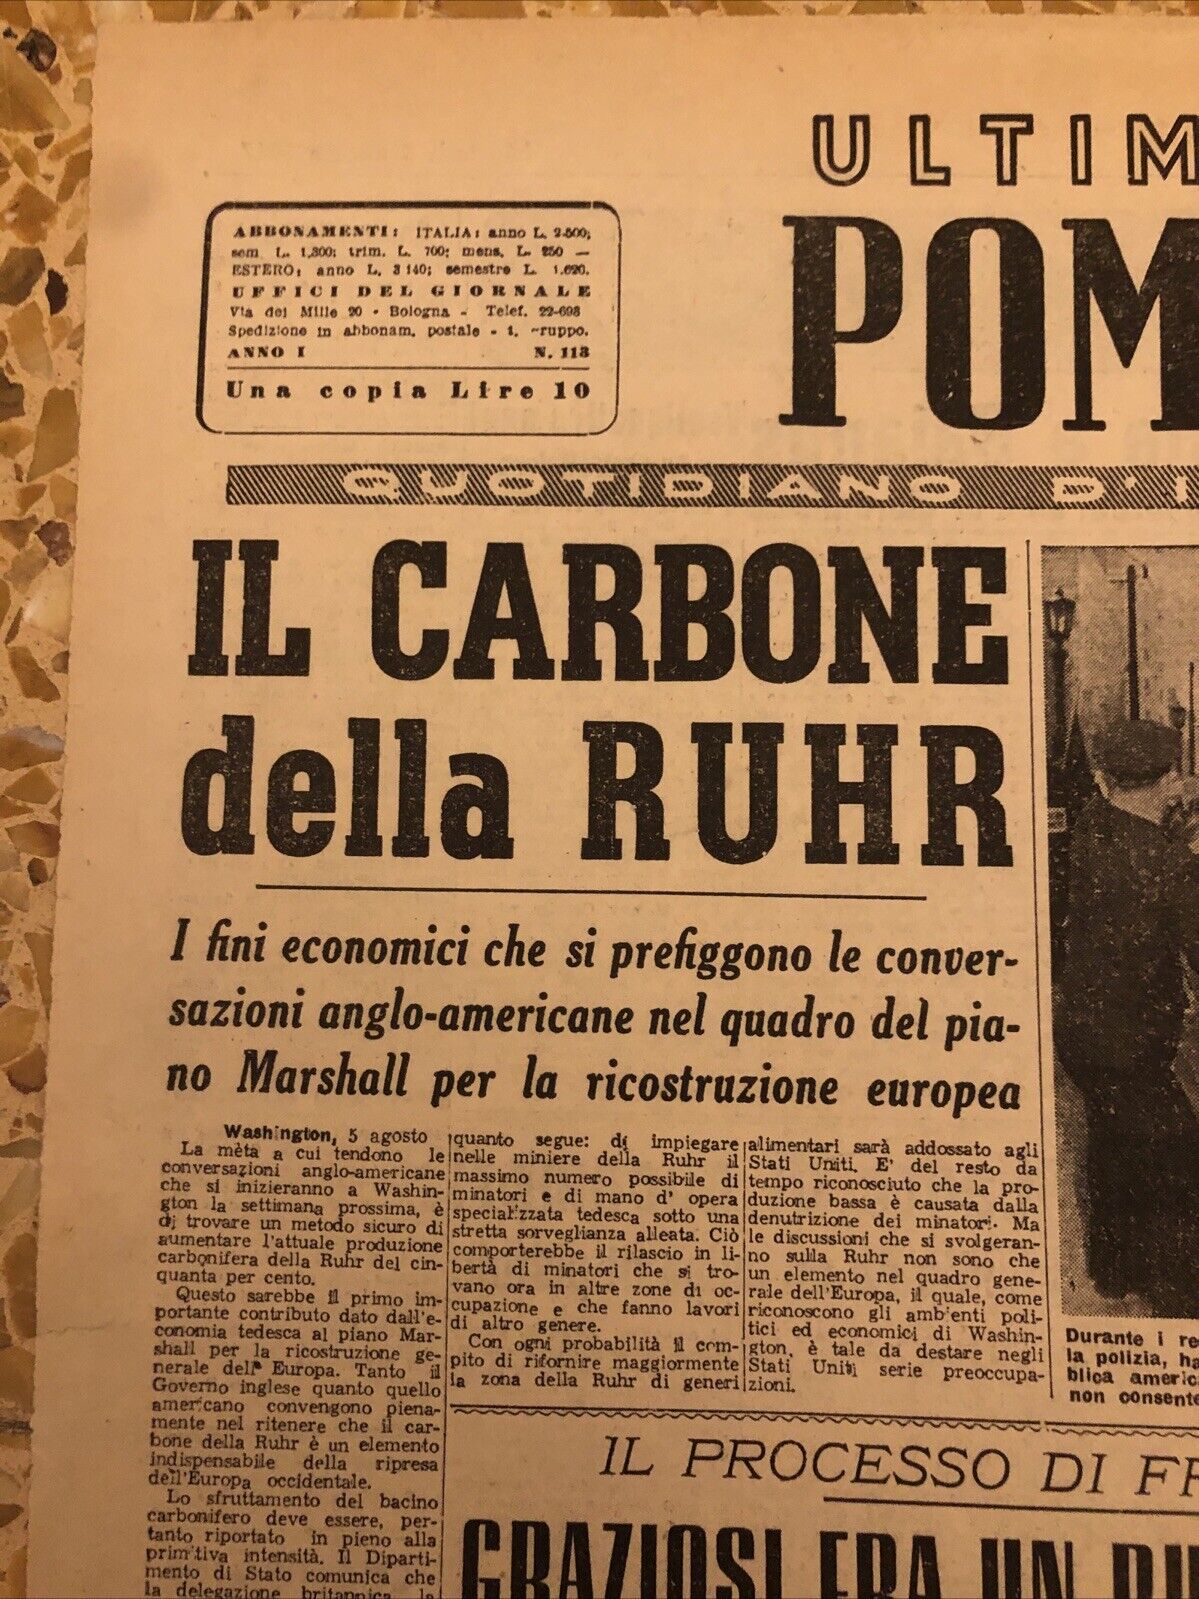 ULTIM
POM
ABBONAMENTI: ITALIA: anno L. 2.500;
sem. L. 1.300; trim. L. 700; mens. L. 250 —
ESTERO: anno L. 3 140; semestre L. 1.620.
UFFICI DEL GIORNALE
Via dei Mille 20 - Bologna - Telef. 22-698
Spedizione in abbonam. postale - 1. ruppo.
ANNO I N. 113
Una copia Lire 10
QUOTIDIANO D'I
IL CARBONE
della RUHR
I fini economici che si prefiggono le conver-
sazioni anglo-americane nel quadro del pia-
no Marshall per la ricostruzione europea
Washington, 5 agosto
La mèta a cui tendono le
conversazioni anglo-americane
che si inizieranno a Washin-
gton la settimana prossima, è
di trovare un metodo sicuro di
aumentare l'attuale produzione
carbonifera della Ruhr del cin-
quanta per cento.
Questo sarebbe il primo im-
portante contributo dato dall'e-
conomia tedesca al piano Mar-
shall per la ricostruzione ge-
nerale dell' Europa. Tanto il
Governo inglese quanto quello
americano convengono piena-
mente nel ritenere che il car-
bone della Ruhr è un elemento
indispensabile della ripresa
dell'Europa occidentale.
Lo sfruttamento del bacino
carbonifero deve essere, per-
tanto riportato in pieno alla
primitiva intensità. Il Diparti-
mento di Stato comunica che
la delegazione britannica la
quanto segue: di impiegare
nelle miniere della Ruhr il
massimo numero possibile di
minatori e di mano d' opera
specializzata tedesca sotto una
stretta sorveglianza alleata. Ciò
comporterebbe il rilascio in li-
bertà di minatori che si tro-
vano ora in altre zone di oc-
cupazione e che fanno lavori
di altro genere.
Con ogni probabilità il com-
pito di rifornire maggiormente
la zona della Ruhr di generi
alimentari sarà addossato agli
Stati Uniti. E' del resto da
tempo riconosciuto che la pro-
duzione bassa è causata dalla
denutrizione dei minatori. Ma
le discussioni che si svolgeran-
no sulla Ruhr non sono che
un elemento nel quadro gene-
rale dell'Europa, il quale, come
riconoscono gli ambienti poli-
tici ed economici di Washin-
gton, è tale da destare negli
Stati Uniti serie preoccupa-
zioni.
Durante i re
la polizia, ha
blica americ
non consente
IL PROCESSO DI FR
GRAZIOSI ERA UN